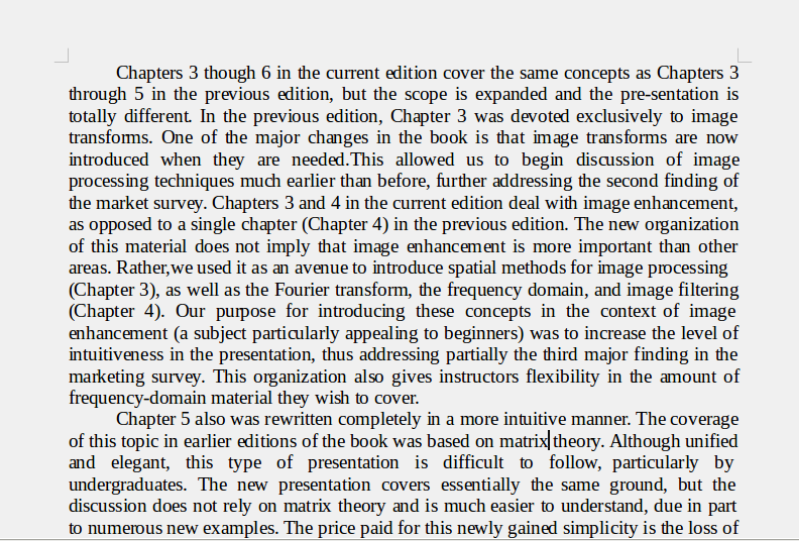 Chapters 3 though 6 in the current edition cover the same concepts as Chapters 3
through 5 in the previous edition, but the scope is expanded and the pre-sentation is
totally different. In the previous edition, Chapter 3 was devoted exclusively to image
transforms. One of the major changes in the book is that image transforms are now
introduced when they are needed.This allowed us to begin discussion of image
processing techniques much earlier than before, further addressing the second finding of
the market survey. Chapters 3 and 4 in the current edition deal with image enhancement,
as opposed to a single chapter (Chapter 4) in the previous edition. The new organization
of this material does not imply that image enhancement is more important than other
areas. Rather,we used it as an avenue to introduce spatial methods for image processing
(Chapter 3), as well as the Fourier transform, the frequency domain, and image filtering
(Chapter 4). Our purpose for introducing these concepts in the context of image
enhancement (a subject particularly appealing to beginners) was to increase the level of
intuitiveness in the presentation, thus addressing partially the third major finding in the
marketing survey. This organization also gives instructors flexibility in the amount of
frequency-domain material they wish to cover.
Chapter 5 also was rewritten completely in a more intuitive manner. The coverage
of this topic in earlier editions of the book was based on matrix theory. Although unified
and elegant, this type of presentation is difficult to follow, particularly by
undergraduates. The new presentation covers essentially the same ground, but the
discussion does not rely on matrix theory and is much easier to understand, due in part
to numerous new examples. The price paid for this newly gained simplicity is the loss of